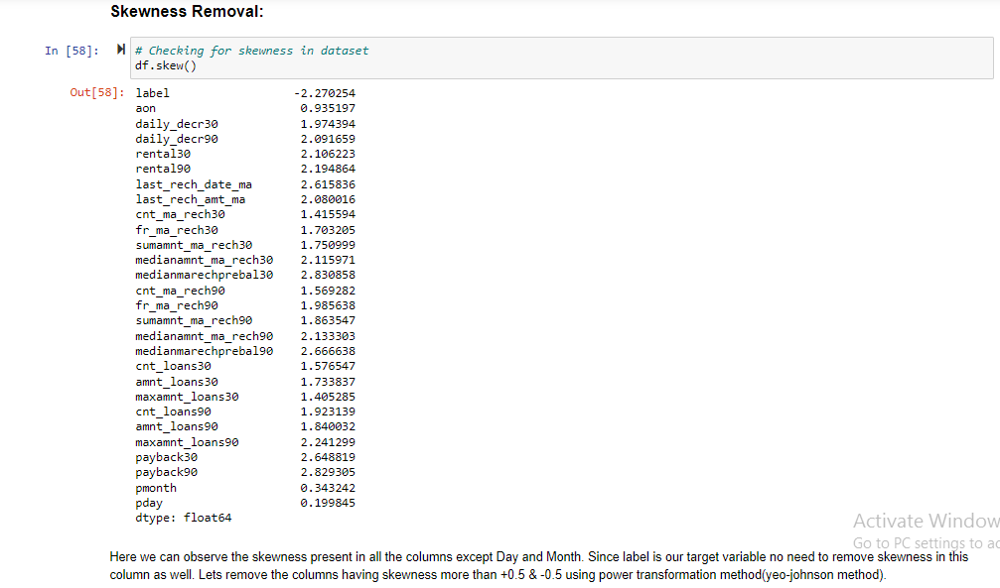 Skewness Removal:
In [58]: # Checking for skewness in dataset
df.skew()
Out[58]: label -2.270254
aon 0.935197
daily_decr30 1.974394
daily_decr90 2.091659
rental30 2.106223
rental90 2.194864
last_rech_date_ma 2.615836
last_rech_amt_ma 2.080016
cnt_ma_rech30 1.415594
fr_ma_rech30 1.703205
sumamnt_ma_rech30 1.750999
medianamnt_ma_rech30 2.115971
medianmarechprebal30 2.830858
cnt_ma_rech90 1.569282
fr_ma_rech90 1.985638
sumamnt_ma_rech90 1.863547
medianamnt_ma_rech90 2.133303
medianmarechprebal90 2.666638
cnt_loans30 1.576547
amnt_loans30 1.733837
maxamnt_loans30 1.405285
cnt_loans90 1.923139
amnt_loans90 1.840032
maxamnt_loans90 2.241299
payback30 2.648819
payback90 2.829305
pmonth 0.343242
pday 0.199845
dtype: float64
Activate Window
Go to PC settings to ac
Here we can observe the skewness present in all the columns except Day and Month. Since label is our target variable no need to remove skewness in this
column as well. Lets remove the columns having skewness more than +0.5 & -0.5 using power transformation method(yeo-johnson method).